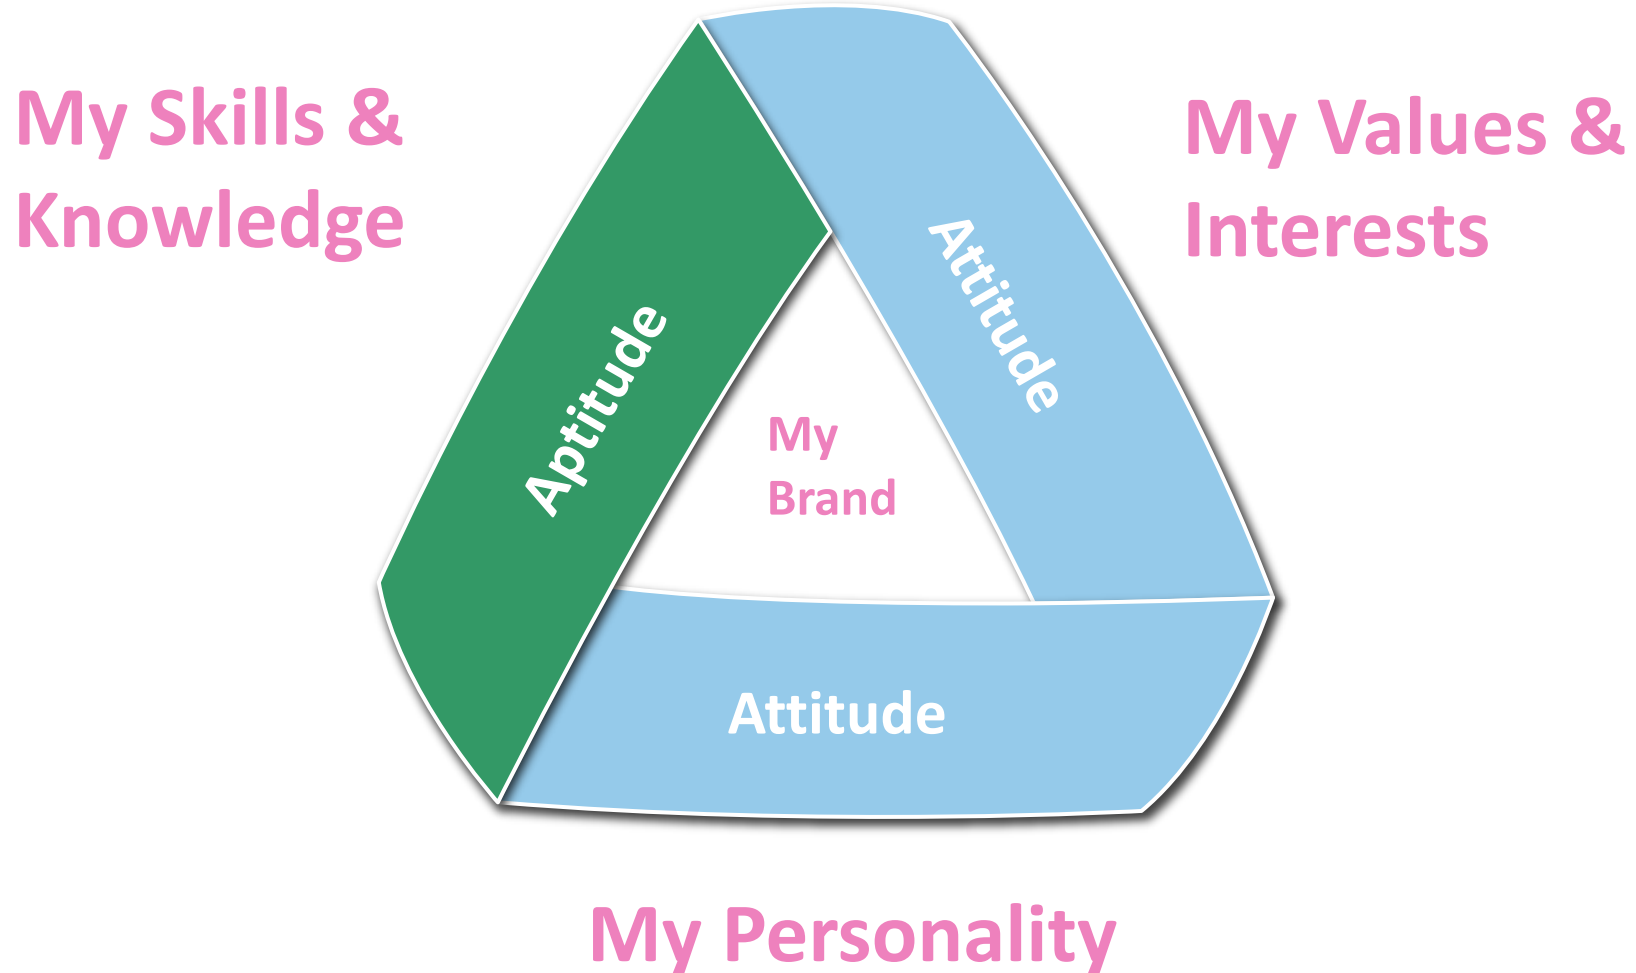 My Skills &
Knowledge
My Values &
Interests
Attitude
Aptitude
My
Brand
Attitude
My Personality